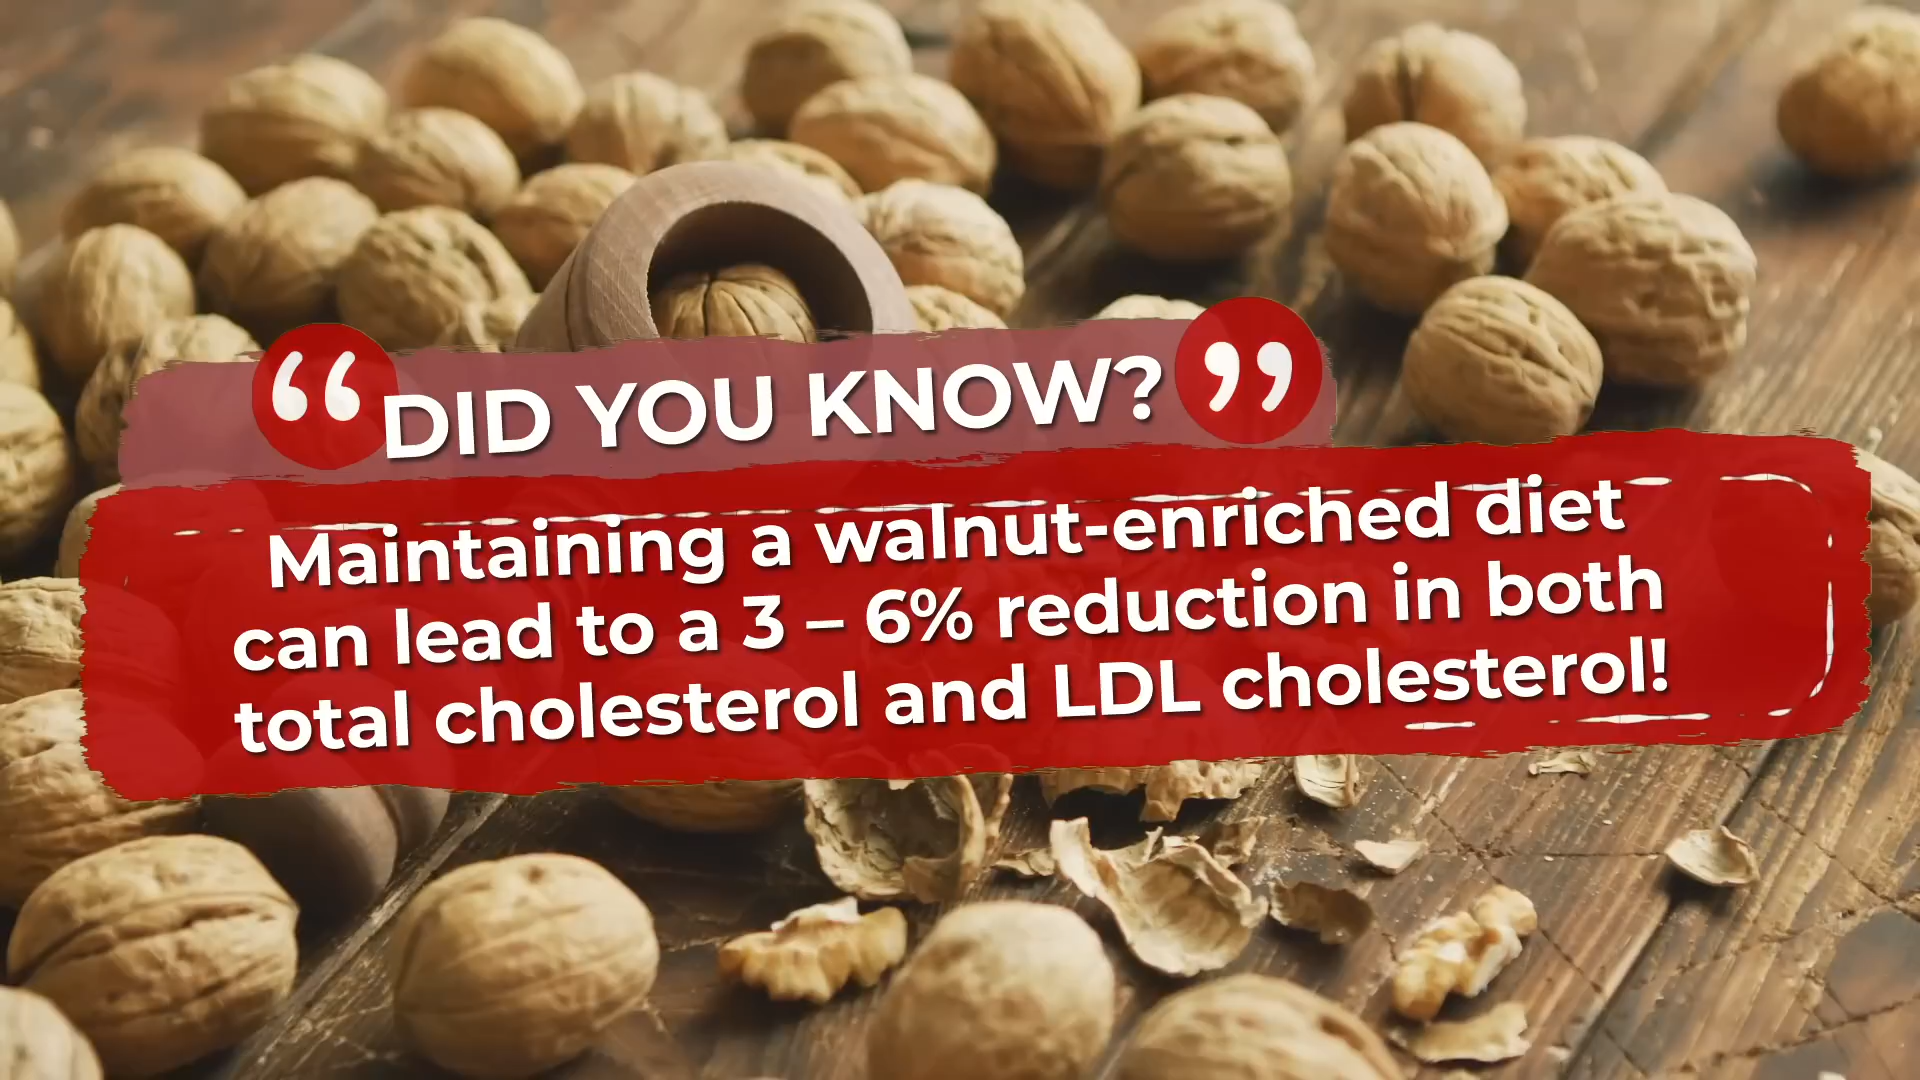 “DID YOU KNOW?”
Maintaining a walnut-enriched diet
can lead to a 3 – 6% reduction in both
total cholesterol and LDL cholesterol!